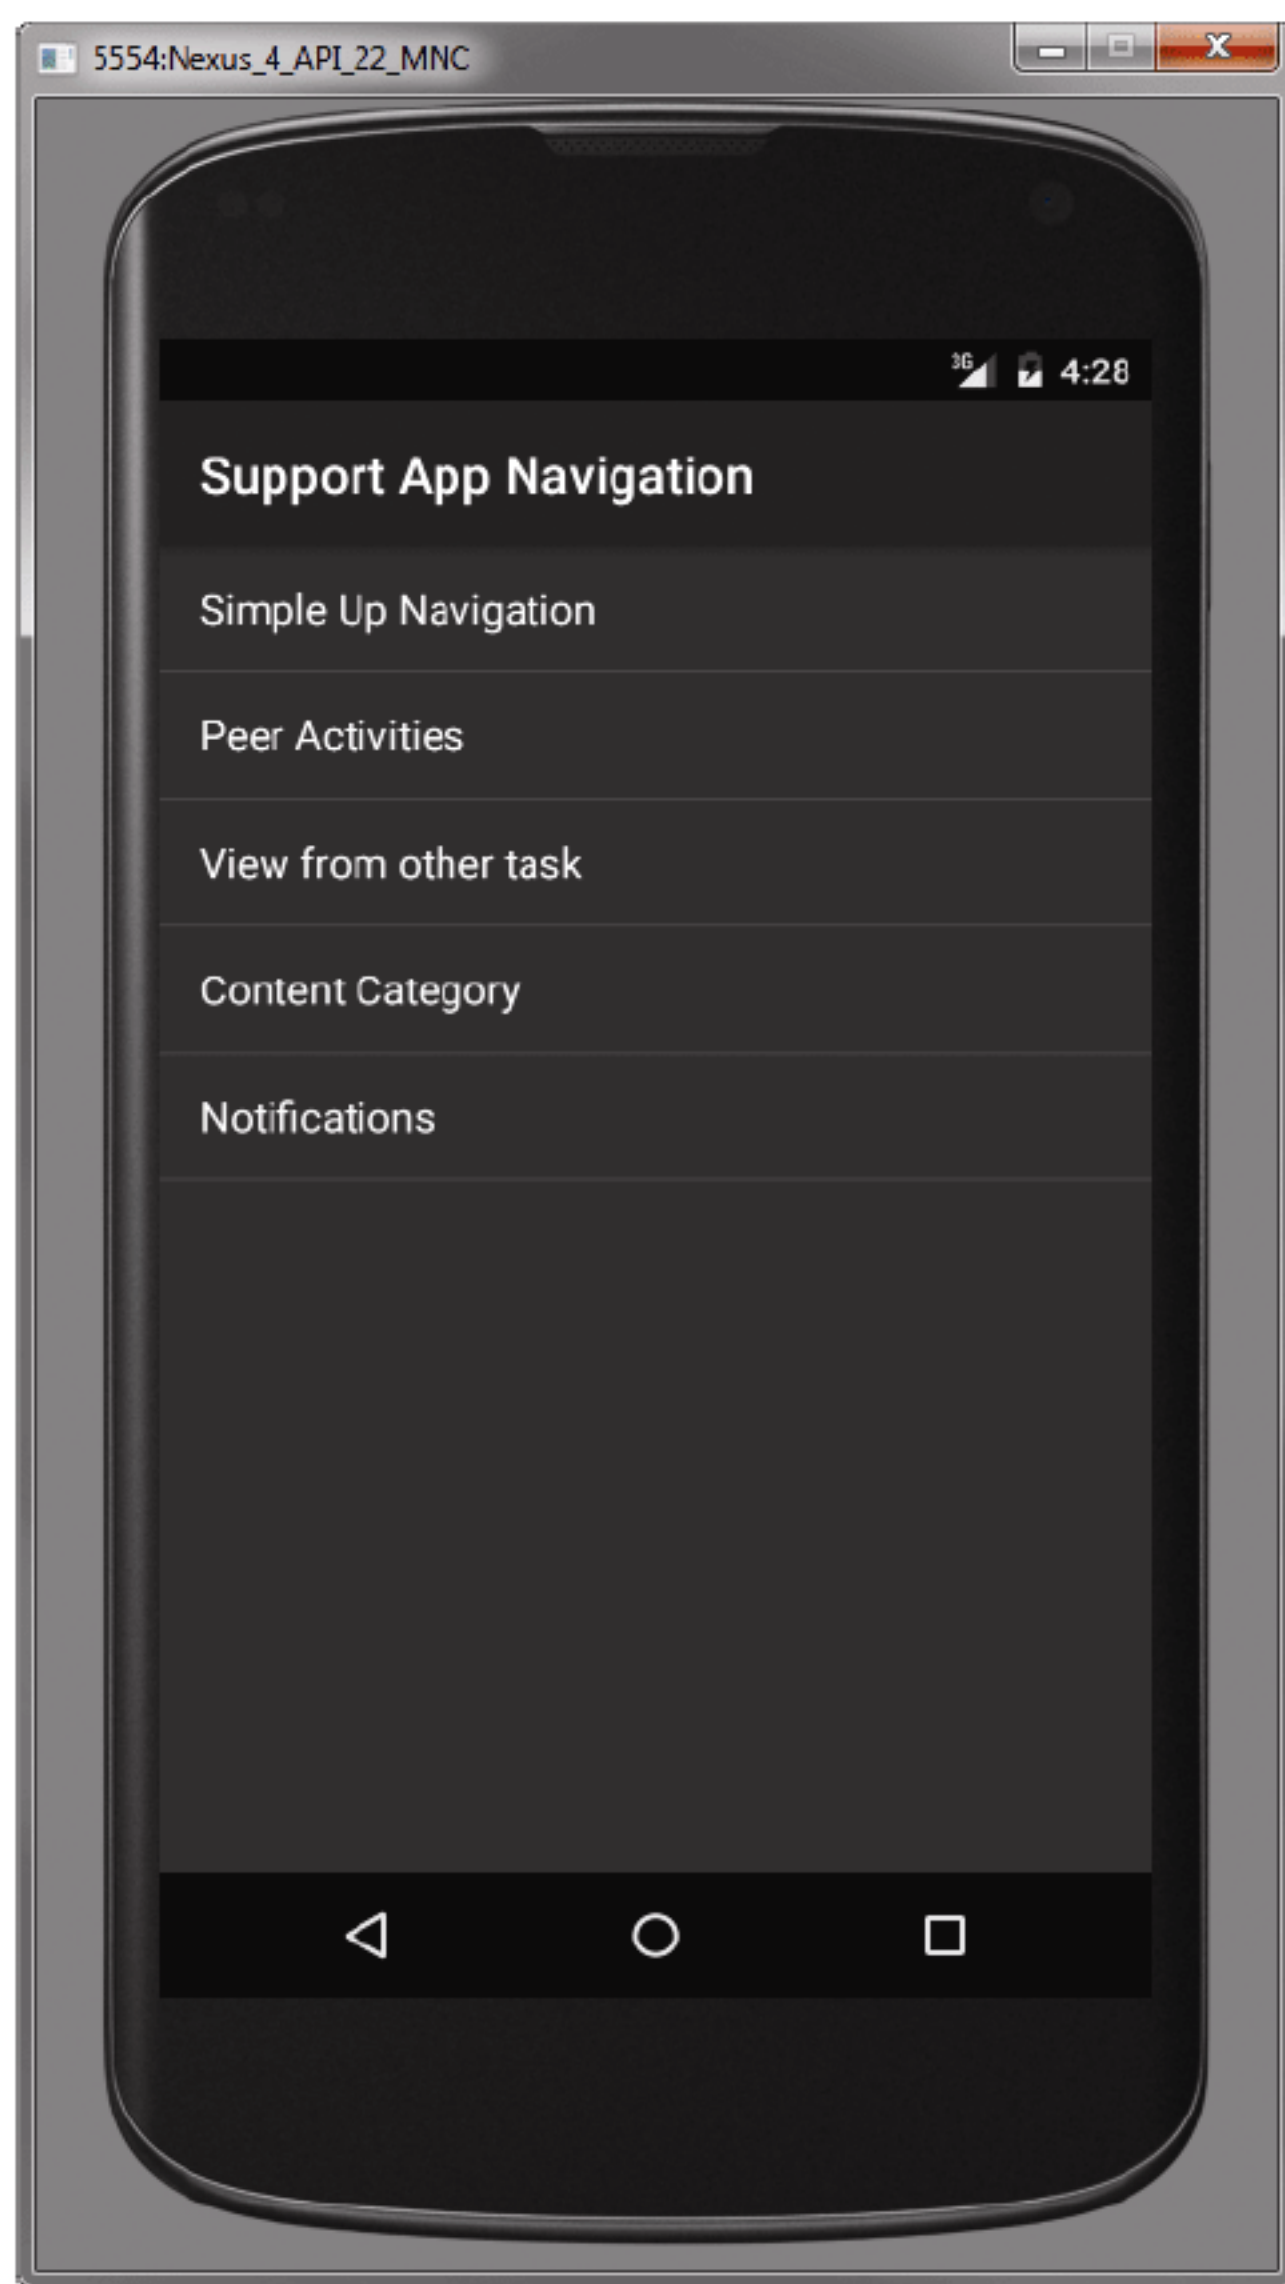 5554:Nexus_4_API_22_MNC
3G 4:28
Support App Navigation
Simple Up Navigation
Peer Activities
View from other task
Content Category
Notifications